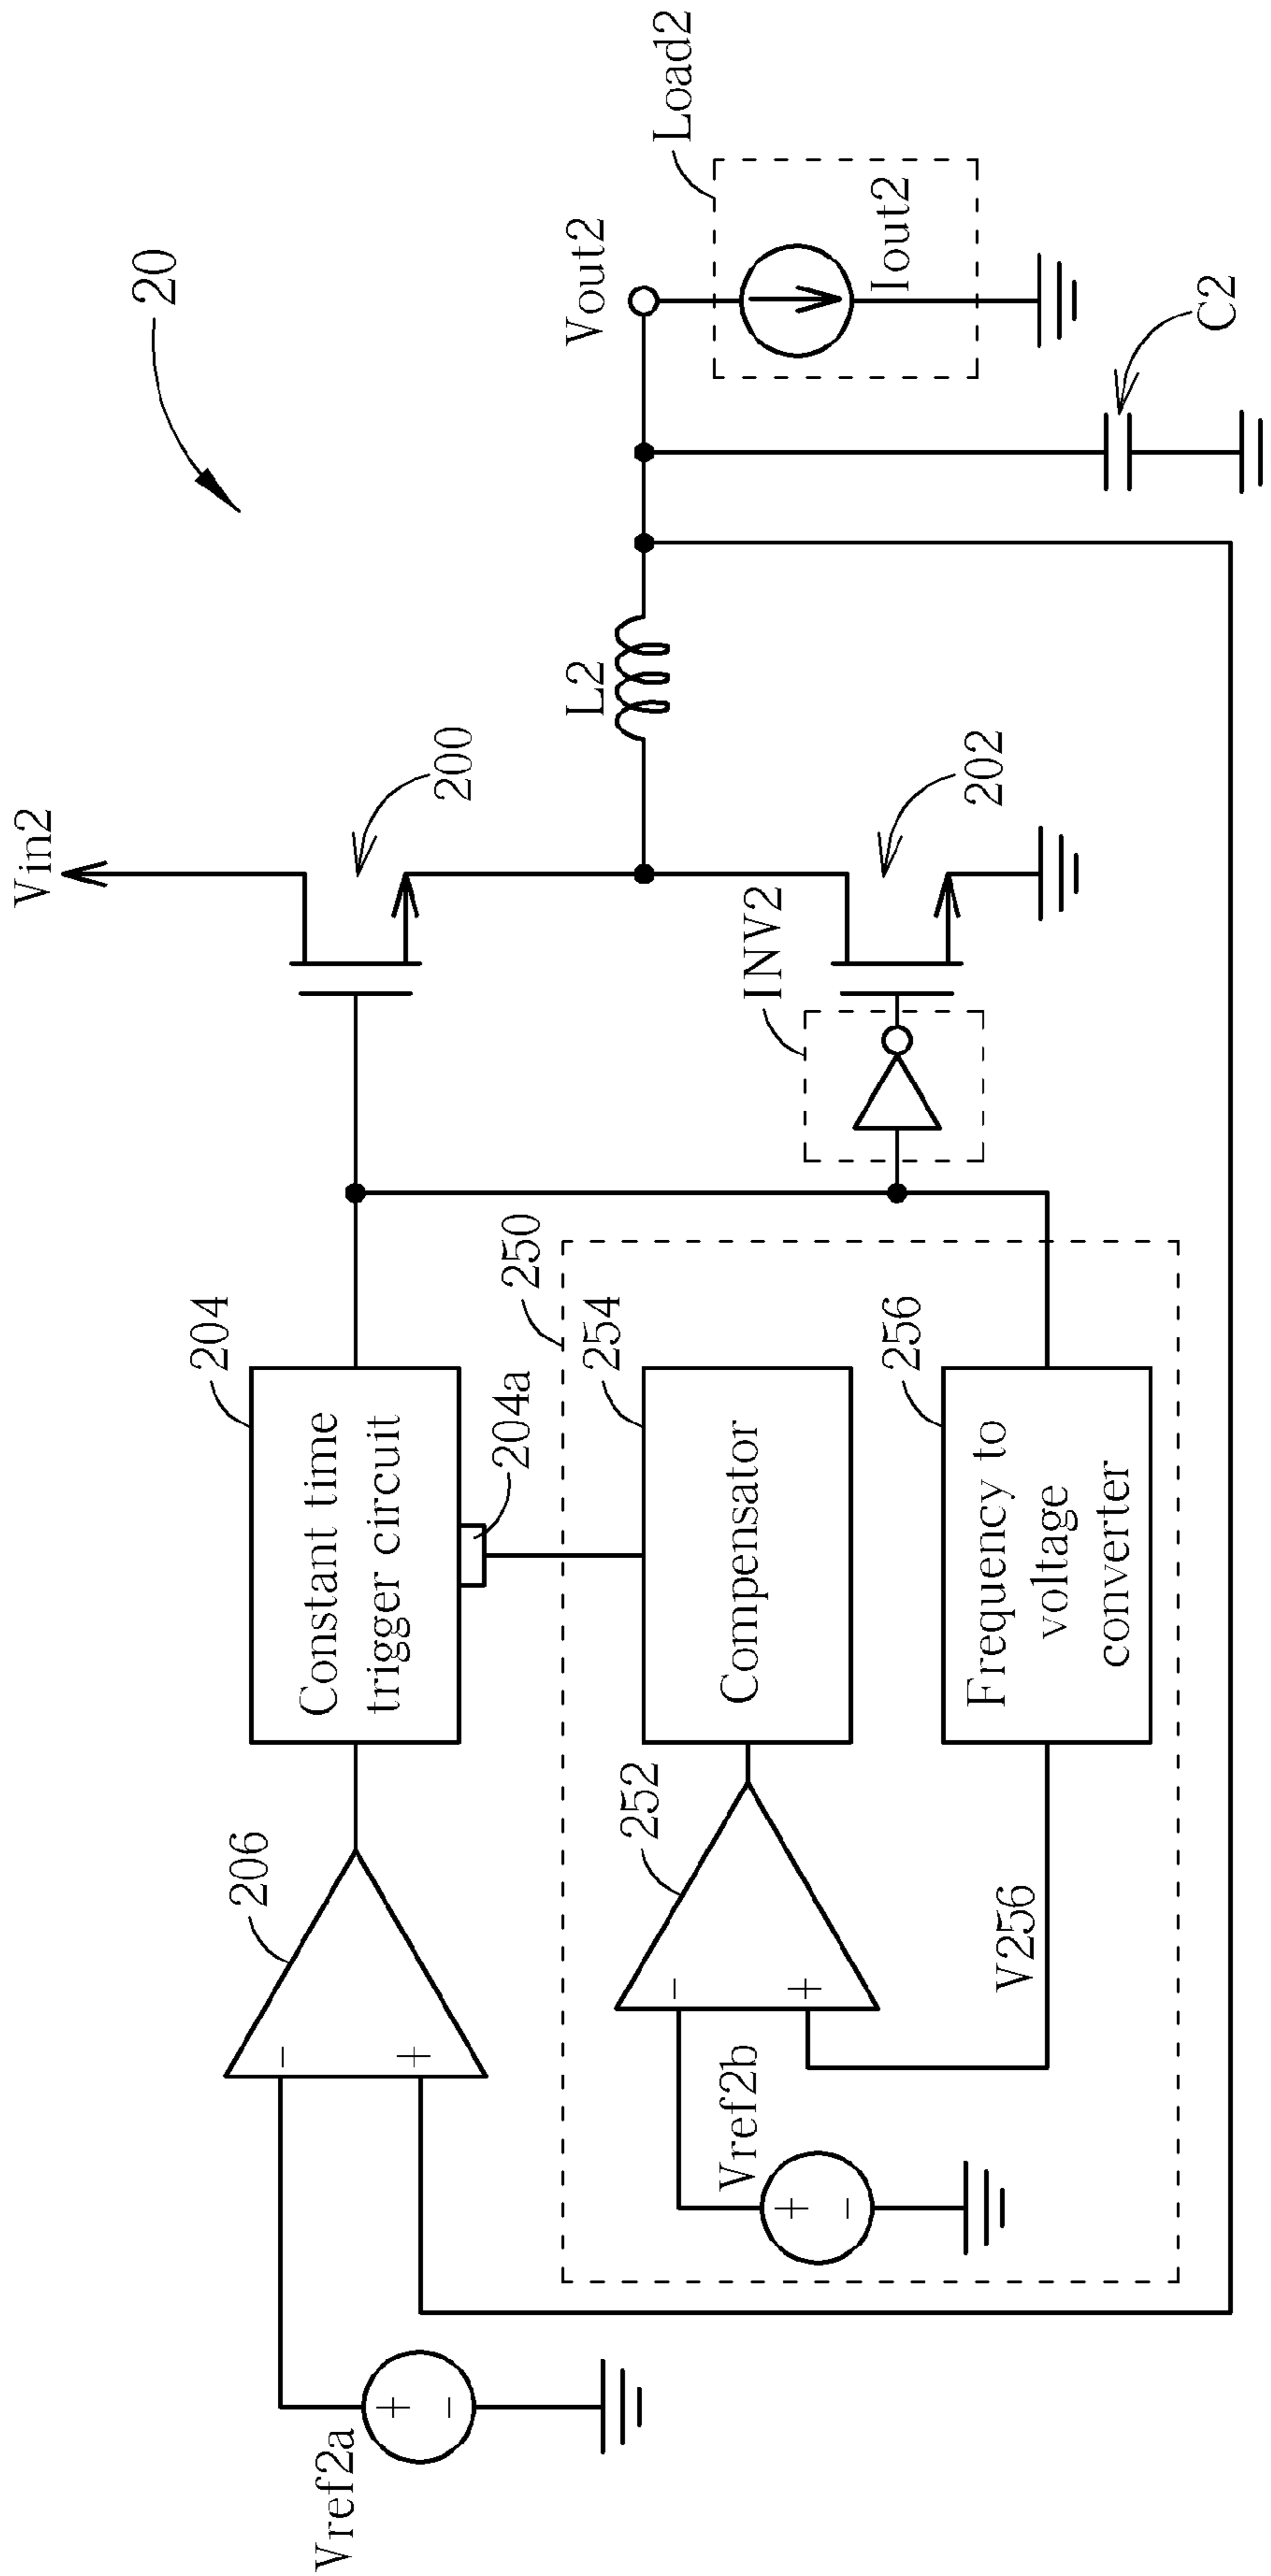 20
Vin2
200
Vout2
Load2
Iout2
L2
C2
202
INV2
204
Constant time
trigger circuit
204a
206
-
+
Vref2a
+
-
250
252
-
+
254
Compensator
Vref2b
+
-
256
Frequency to
voltage
converter
V256